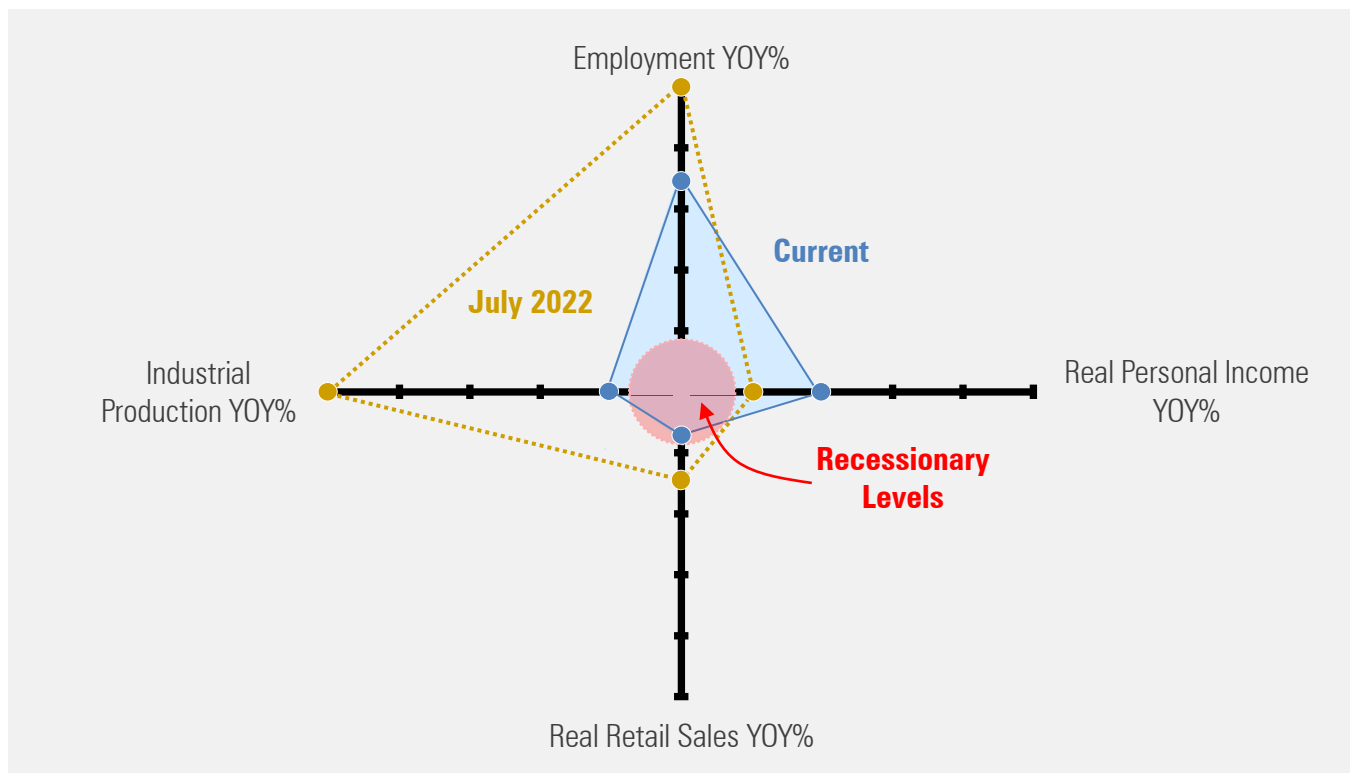 Employment YOY%
Current
July 2022
Industrial
Production YOY%
Real Personal Income
YOY%
Recessionary
Levels
Real Retail Sales YOY%